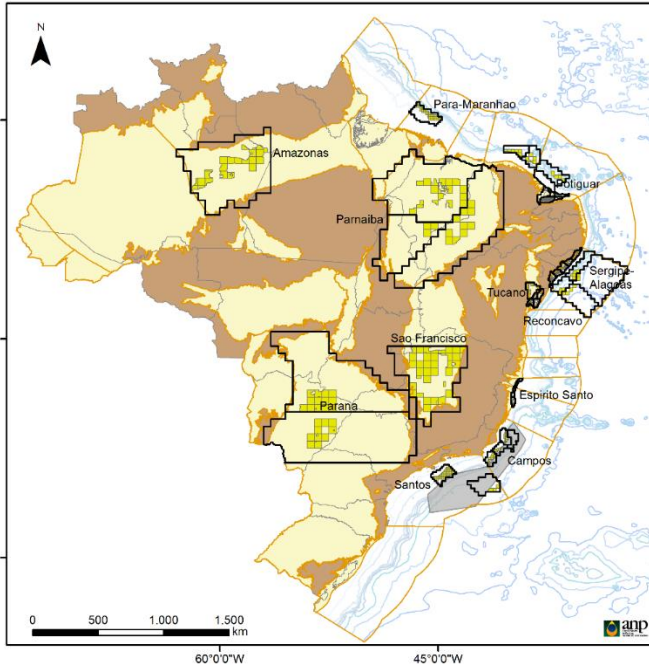 N
Para-Maranhao
Amazonas
Potiguar
Parnaiba
Sergipe-
Alagoas
Tucano
Reconcavo
Sao Francisco
Espirito Santo
Parana
Campos
Santos
0 500 1.000 1.500
km
anp
60°0'0"W 45°0'0"W